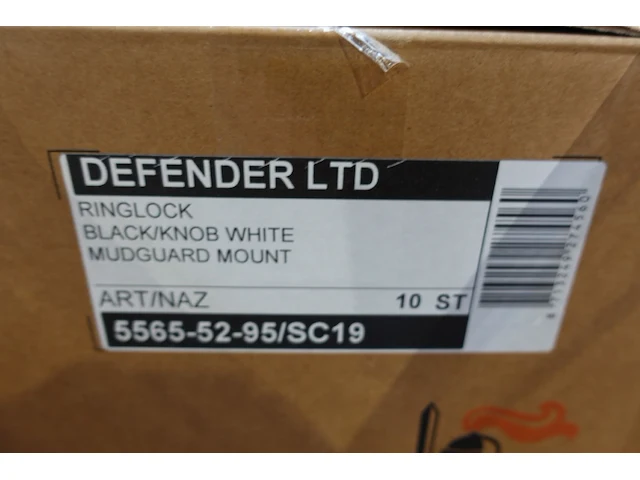 DEFENDER LTD
RINGLOCK
BLACK/KNOB WHITE
MUDGUARD MOUNT
ART/NAZ 10 ST
5565-52-95/SC19